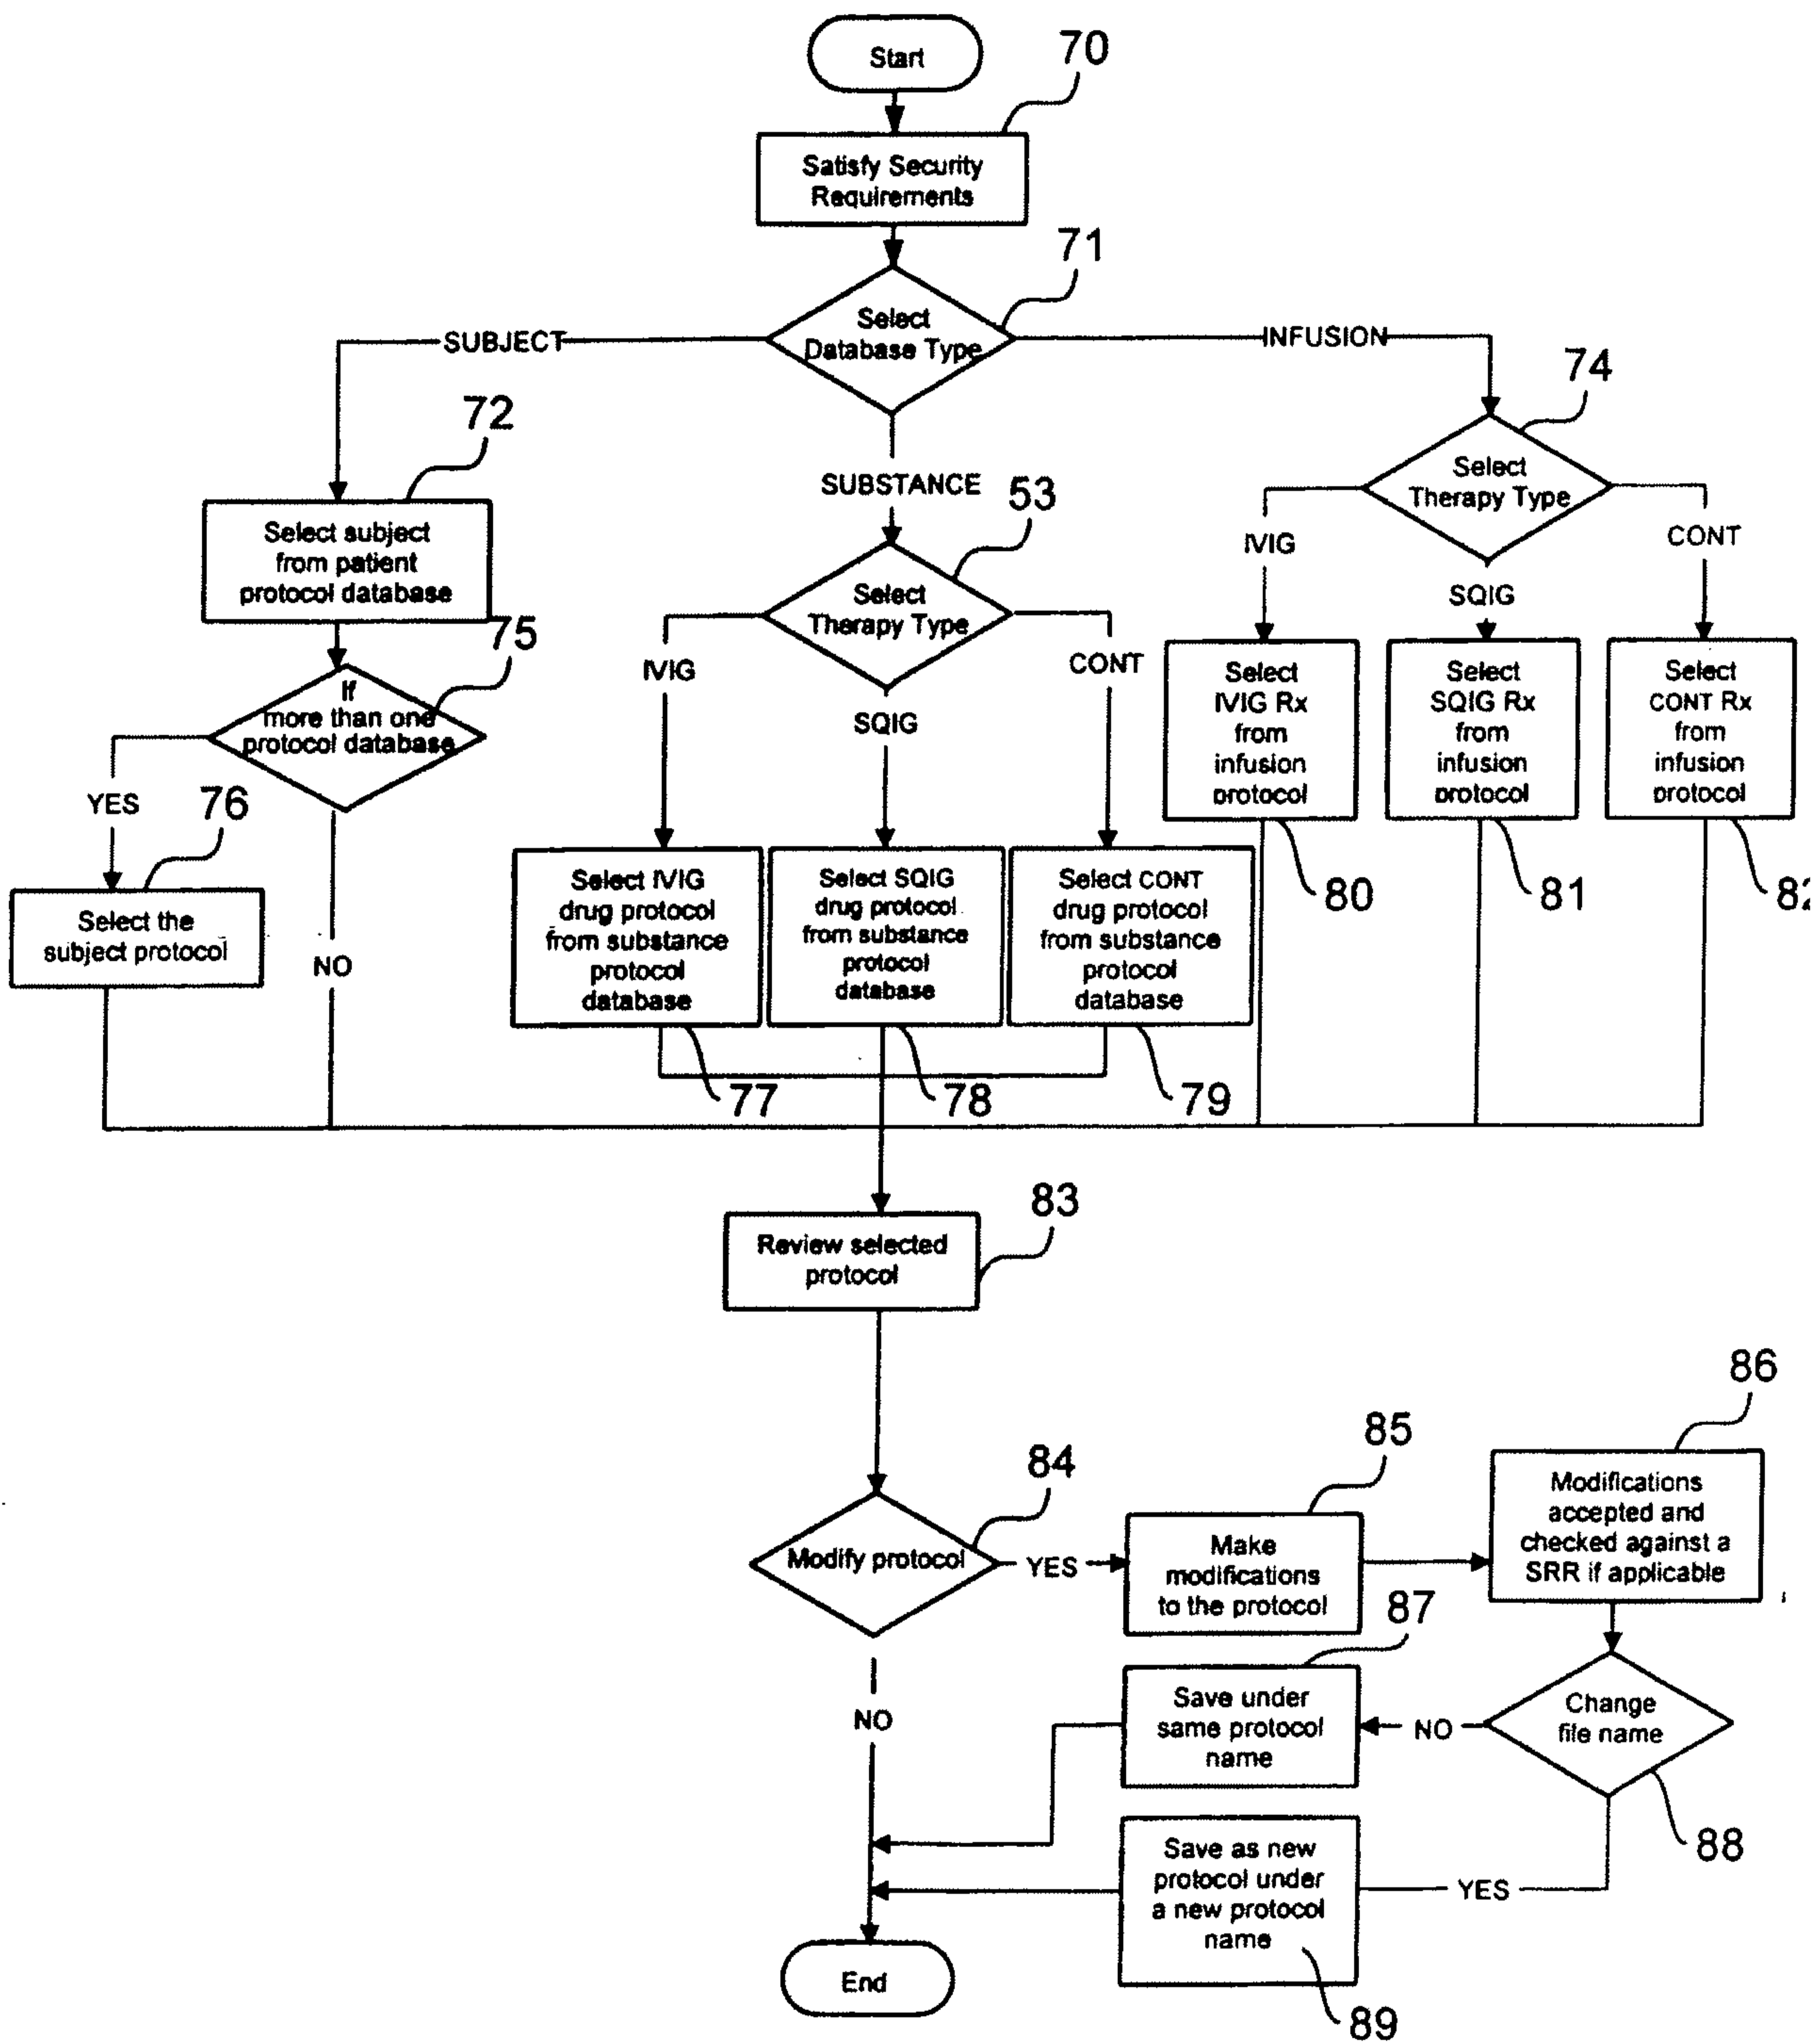 Start
70
Satisfy Security
Requirements
71
Select
Database Type
SUBJECT
INFUSION
74
72
Select
Therapy Type
SUBSTANCE
53
Select subject
from patient
protocol database
IVIG
CONT
SQIG
75
Select
Therapy Type
If
more than one
protocol database
IVIG
CONT
SQIG
Select
IVIG Rx
from
infusion
protocol
Select
SQIG Rx
from
infusion
protocol
Select
CONT Rx
from
infusion
protocol
YES
76
80
81
Select the
subject protocol
NO
Select IVIG
drug protocol
from substance
protocol
database
Select SQIG
drug protocol
from substance
protocol
database
Select CONT
drug protocol
from substance
protocol
database
77
78
79
83
Review selected
protocol
86
85
84
Modify protocol
YES
Make
modifications
to the protocol
Modifications
accepted and
checked against a
SRR if applicable
87
NO
Save under
same protocol
name
NO
Change
file name
88
Save as new
protocol under
a new protocol
name
YES
End
89